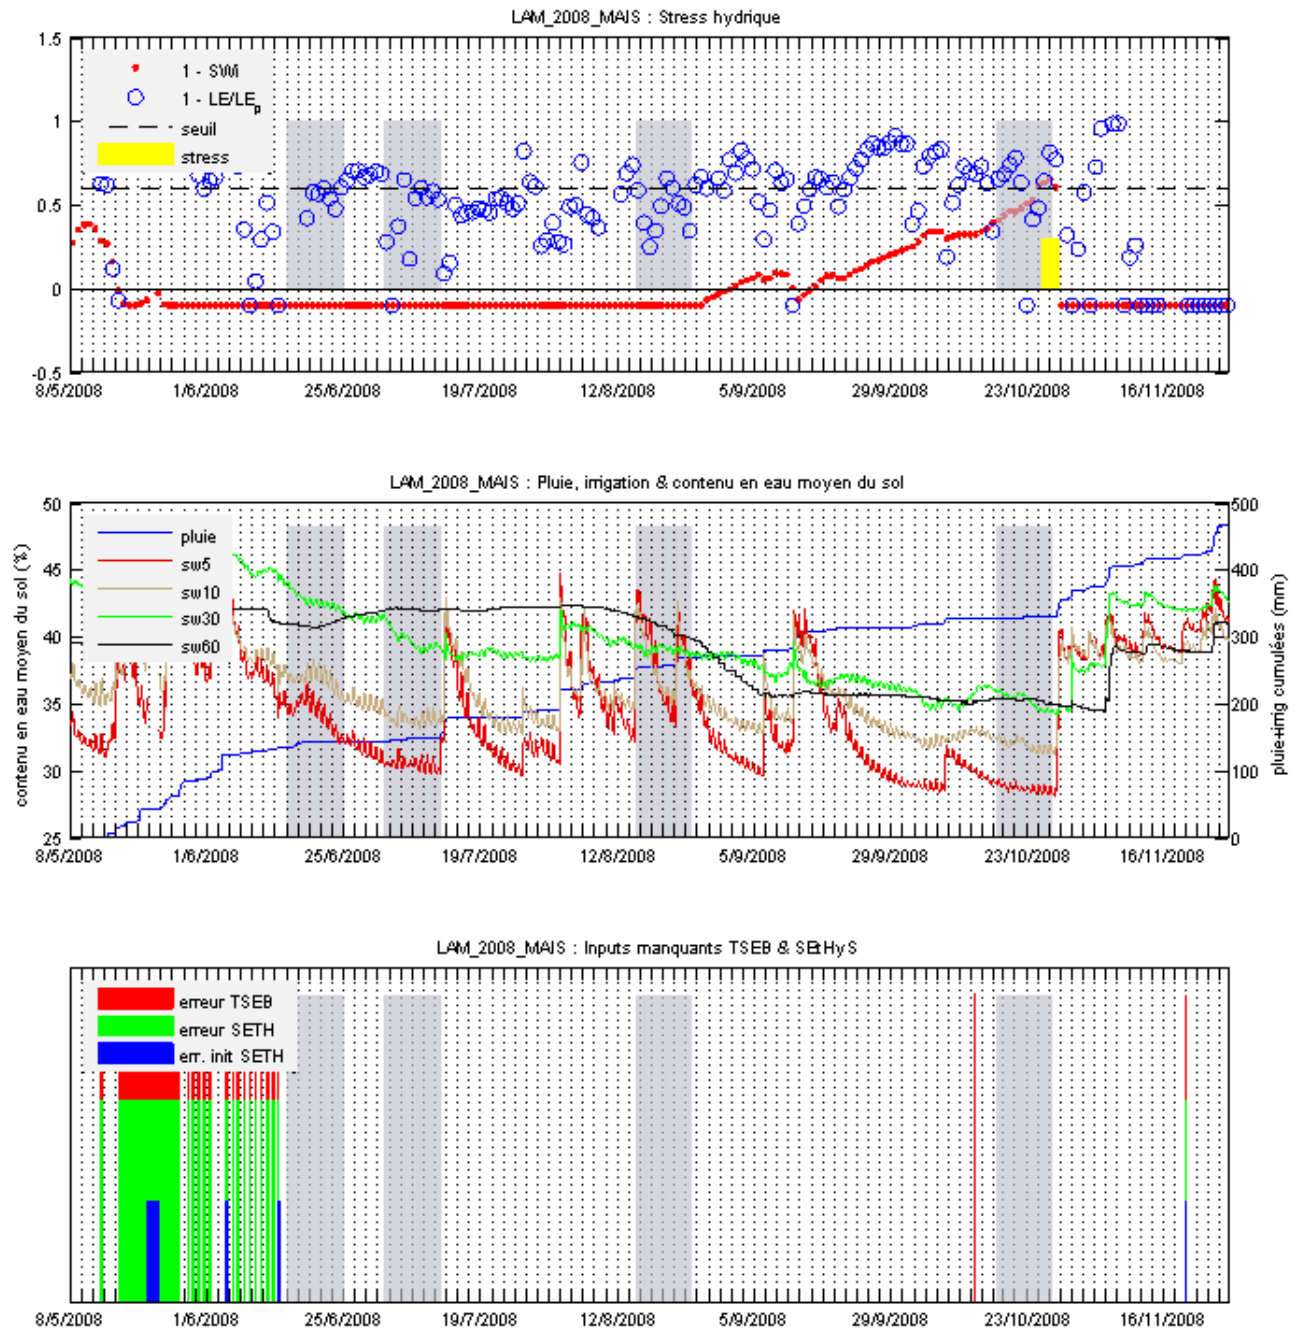 LAM_2008_MAIS : Stress hydrique
1.5
1
0.5
0
-0.5
1 - SWI
1 - LE/LEp
seuil
stress
8/5/2008 1/6/2008 25/6/2008 19/7/2008 12/8/2008 5/9/2008 29/9/2008 23/10/2008 16/11/2008
LAM_2008_MAIS : Pluie, irrigation & contenu en eau moyen du sol
contenu en eau moyen du sol (%)
50
45
40
35
30
25
pluie
sw5
sw10
sw30
sw60
500
400
300
200
100
0
pluie+irrig cumulées (mm)
8/5/2008 1/6/2008 25/6/2008 19/7/2008 12/8/2008 5/9/2008 29/9/2008 23/10/2008 16/11/2008
LAM_2008_MAIS : Inputs manquants TSEB & SEtHyS
erreur TSEB
erreur SETH
err. init SETH
8/5/2008 1/6/2008 25/6/2008 19/7/2008 12/8/2008 5/9/2008 29/9/2008 23/10/2008 16/11/2008